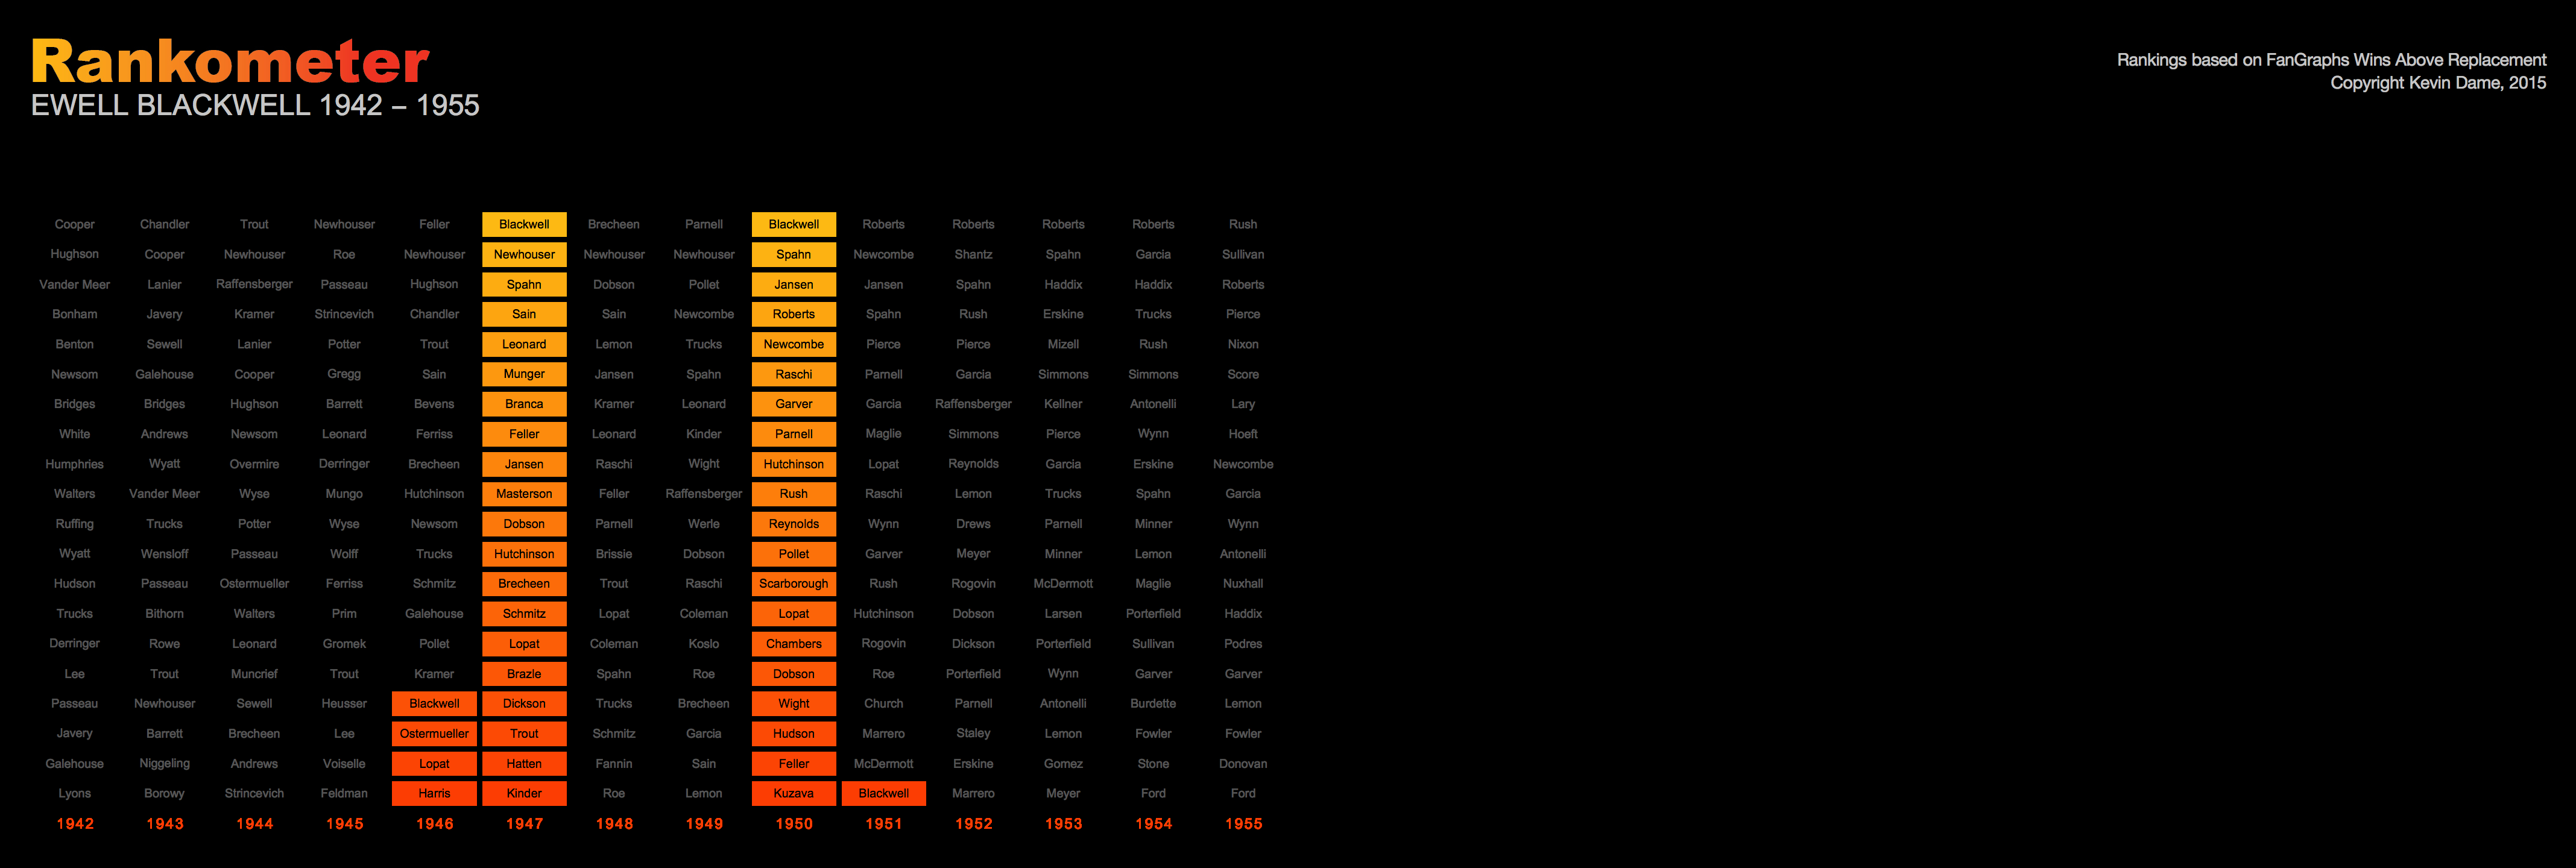 Rankometer
EWELL BLACKWELL 1942 – 1955
Rankings based on FanGraphs Wins Above Replacement
Copyright Kevin Dame, 2015
Cooper Chandler Trout Newhouser Feller Blackwell Brecheen Parnell Blackwell Roberts Roberts Roberts Roberts Rush
Hughson Cooper Newhouser Roe Newhouser Newhouser Newhouser Newhouser Spahn Newcombe Shantz Spahn Garcia Sullivan
Vander Meer Lanier Raffensberger Passeau Hughson Spahn Dobson Pollet Jansen Jansen Spahn Haddix Haddix Roberts
Bonham Javery Kramer Strincevich Chandler Sain Sain Newcombe Roberts Spahn Rush Erskine Trucks Pierce
Benton Sewell Lanier Potter Trout Leonard Lemon Trucks Newcombe Pierce Pierce Mizell Rush Nixon
Newsom Galehouse Cooper Gregg Sain Munger Jansen Spahn Raschi Parnell Garcia Simmons Simmons Score
Bridges Bridges Hughson Barrett Bevens Branca Kramer Leonard Garver Garcia Raffensberger Kellner Antonelli Lary
White Andrews Newsom Leonard Ferriss Feller Leonard Kinder Parnell Maglie Simmons Pierce Wynn Hoeft
Humphries Wyatt Overmire Derringer Brecheen Jansen Raschi Wight Hutchinson Lopat Reynolds Garcia Erskine Newcombe
Walters Vander Meer Wyse Mungo Hutchinson Masterson Feller Raffensberger Rush Raschi Lemon Trucks Spahn Garcia
Ruffing Trucks Potter Wyse Newsom Dobson Parnell Werle Reynolds Wynn Drews Parnell Minner Wynn
Wyatt Wensloff Passeau Wolff Trucks Hutchinson Brissie Dobson Pollet Garver Meyer Minner Lemon Antonelli
Hudson Passeau Ostermueller Ferriss Schmitz Brecheen Trout Raschi Scarborough Rush Rogovin McDermott Maglie Nuxhall
Trucks Bithorn Walters Prim Galehouse Schmitz Lopat Coleman Lopat Hutchinson Dobson Larsen Porterfield Haddix
Derringer Rowe Leonard Gromek Pollet Lopat Coleman Koslo Chambers Rogovin Dickson Porterfield Sullivan Podres
Lee Trout Muncrief Trout Kramer Brazle Spahn Roe Dobson Roe Porterfield Wynn Garver Garver
Passeau Newhouser Sewell Heusser Blackwell Dickson Trucks Brecheen Wight Church Parnell Antonelli Burdette Lemon
Javery Barrett Brecheen Lee Ostermueller Trout Schmitz Garcia Hudson Marrero Staley Lemon Fowler Fowler
Galehouse Niggeling Andrews Voiselle Lopat Hatten Fannin Sain Feller McDermott Erskine Gomez Stone Donovan
Lyons Borowy Strincevich Feldman Harris Kinder Roe Lemon Kuzava Blackwell Marrero Meyer Ford Ford
1942 1943 1944 1945 1946 1947 1948 1949 1950 1951 1952 1953 1954 1955